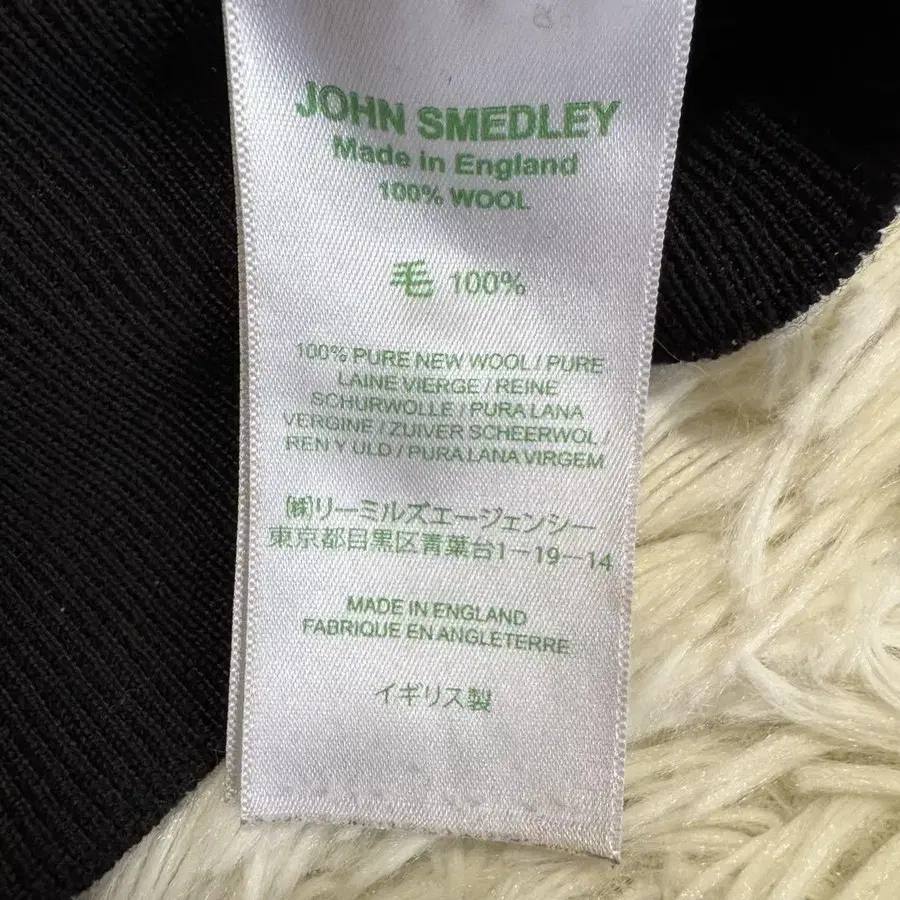 JOHN SMEDLEY
Made in England
100% WOOL
毛 100%
100% PURE NEW WOOL / PURE
LAINE VIERGE / REINE
SCHURWOLLE / PURA LANA
VERGINE / ZUIVER SCHEERWOL /
REN Y ULD / PURA LANA VIRGEM
㈱リーミルズエージェンシー
東京都目黒区青葉台1-19-14
MADE IN ENGLAND
FABRIQUE EN ANGLETERRE
イギリス製